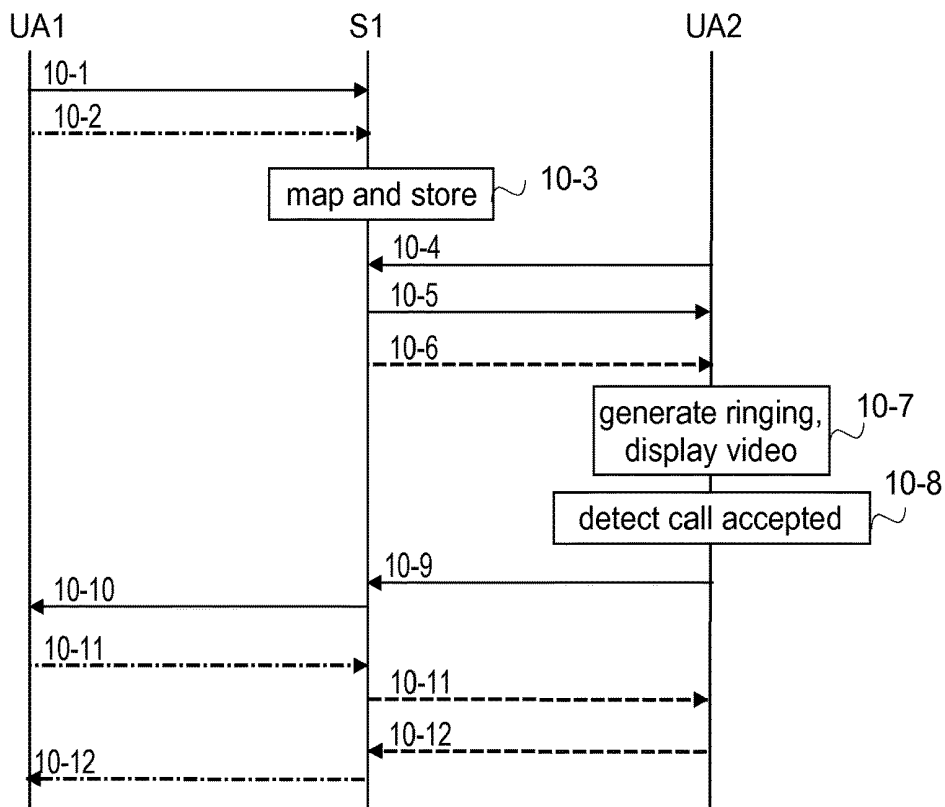 UA1
S1
UA2
10-1
10-2
map and store
10-3
10-4
10-5
10-6
generate ringing,
display video
10-7
10-8
detect call accepted
10-9
10-10
10-11
10-11
10-12
10-12